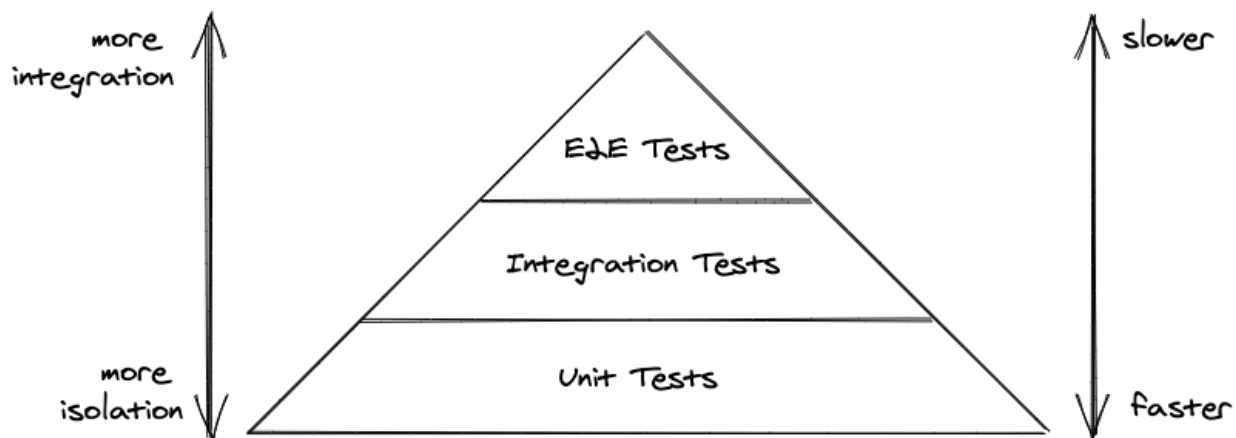 more
integration
slower
E2E Tests
Integration Tests
Unit Tests
more
isolation
faster